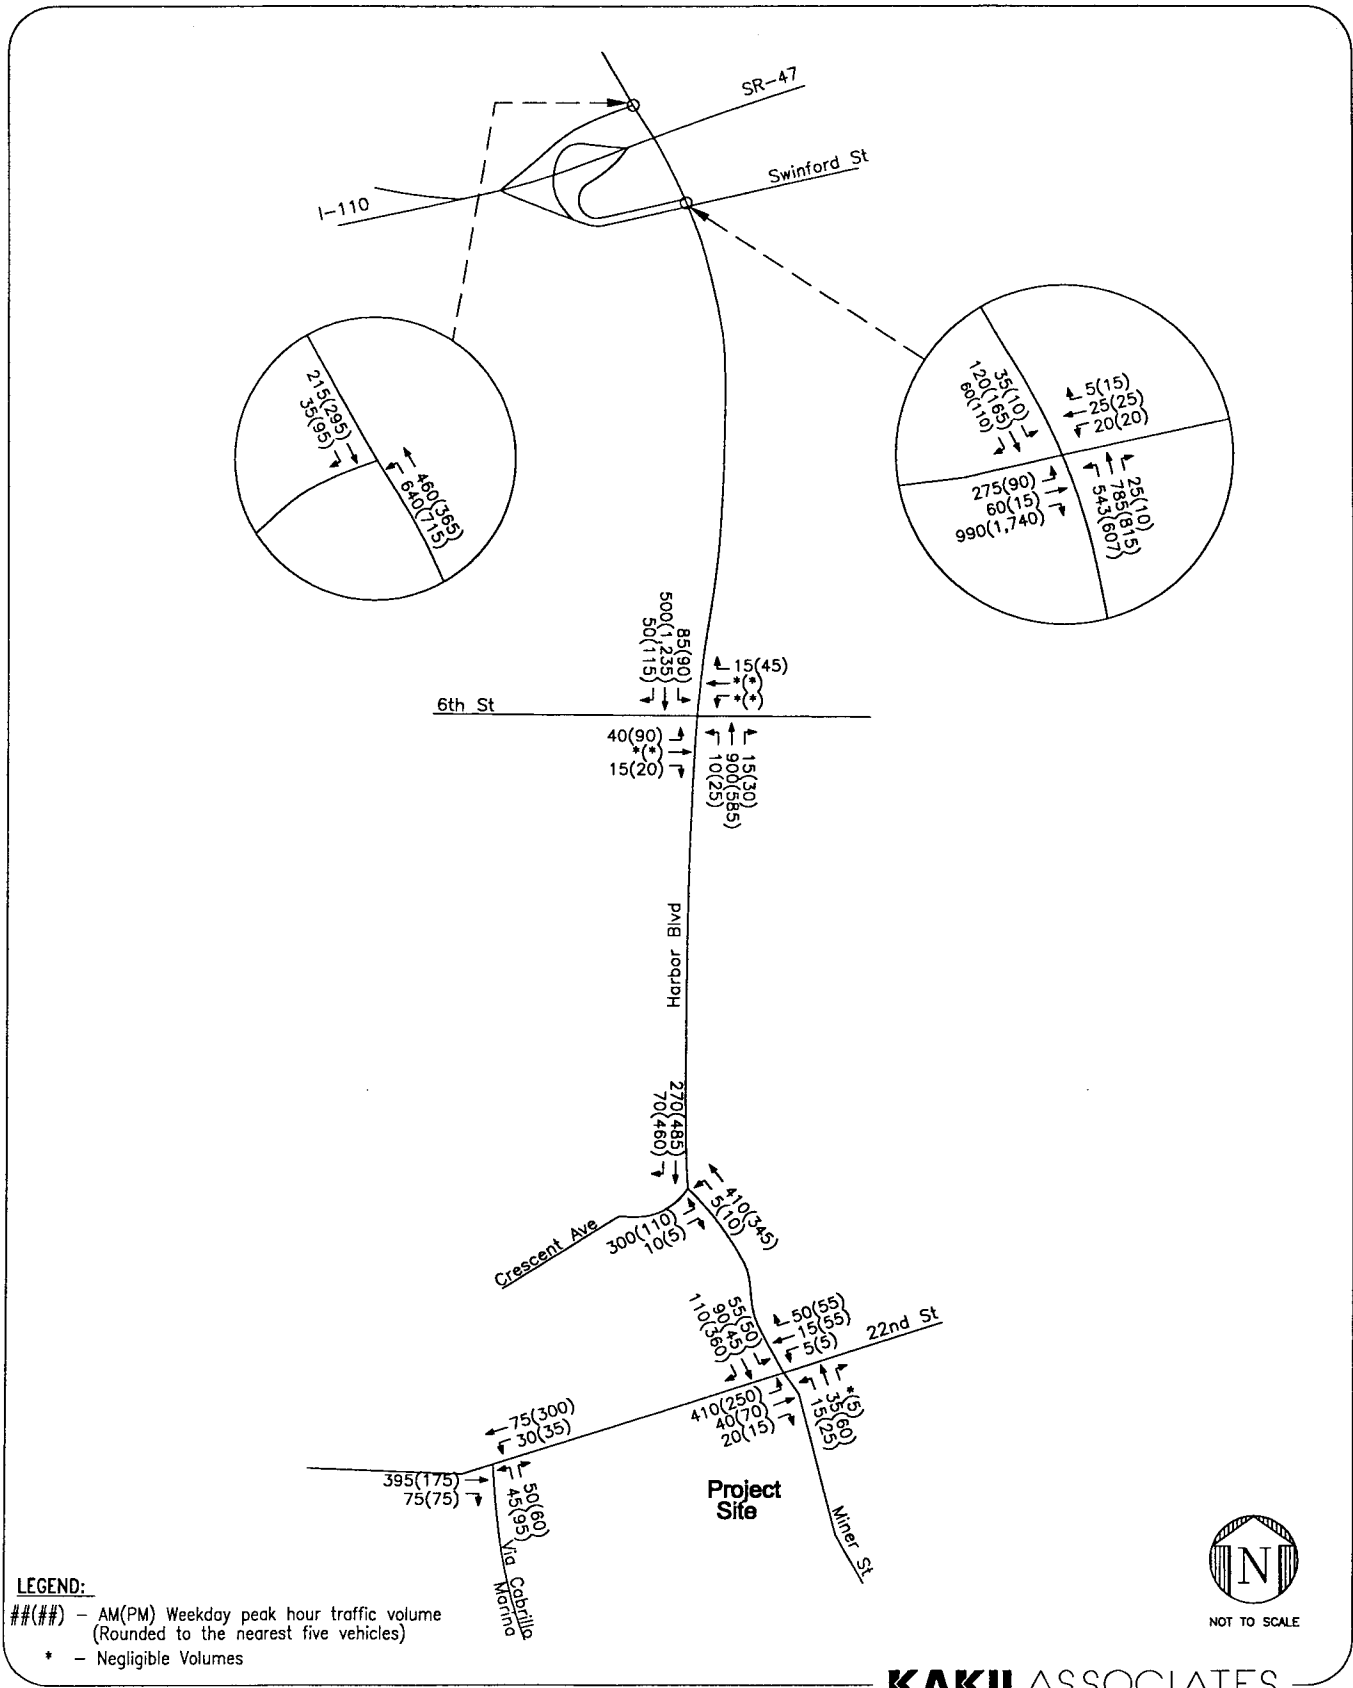 SR-47
Swinford St
I-110
215(295)
35(95)
460(365)
640(715)
35(10)
120(165)
60(110)
5(15)
25(25)
20(20)
275(90)
60(15)
990(1,740)
25(10)
785(815)
543(607)
85(90)
500(1,235)
50(115)
15(45)
*(*)
*(*)
6th St
40(90)
*(*)
15(20)
15(30)
900(585)
10(25)
Harbor Blvd
270(485)
70(460)
410(345)
5(10)
Crescent Ave
300(110)
10(5)
55(50)
90(45)
110(360)
50(55)
15(55)
5(5)
22nd St
410(250)
40(70)
20(15)
*(5)
35(60)
15(25)
75(300)
30(35)
395(175)
75(75)
50(60)
45(95)
Via Cabrillo
Marina
Project
Site
Miner St
N
NOT TO SCALE
LEGEND:
##(##) - AM(PM) Weekday peak hour traffic volume
(Rounded to the nearest five vehicles)
* - Negligible Volumes
KAKU ASSOCIATES